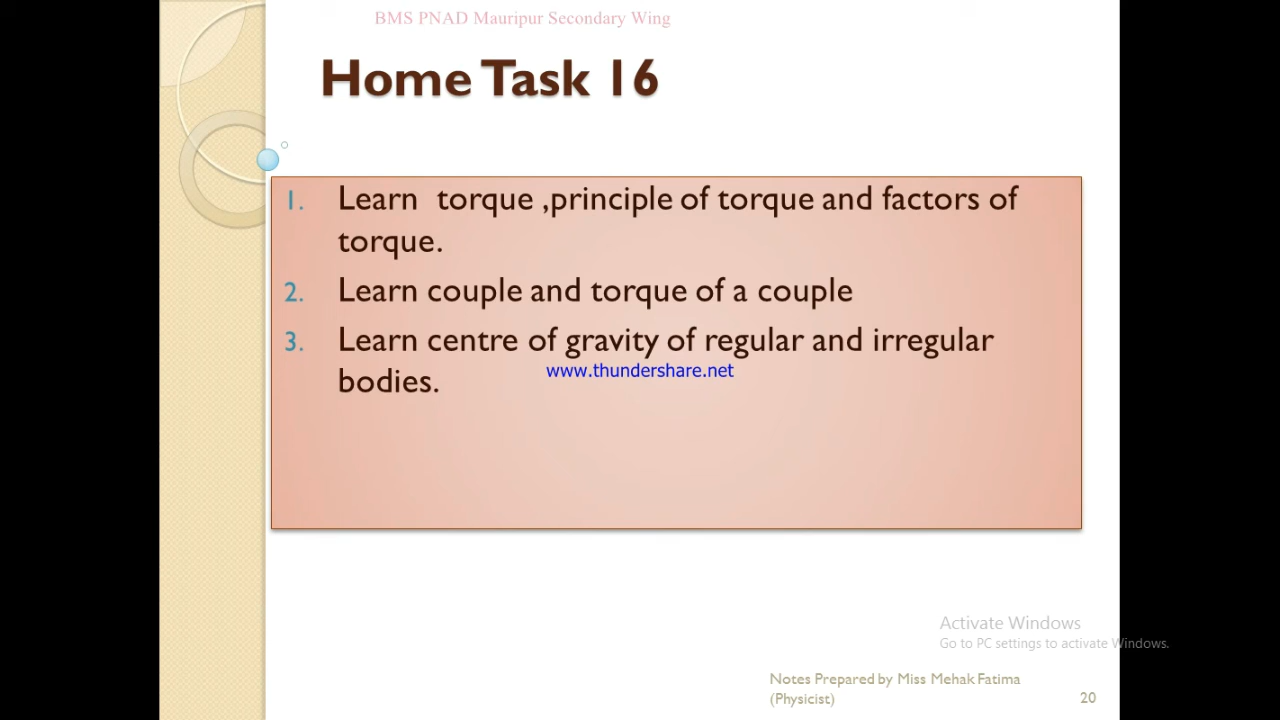 BMS PNAD Mauripur Secondary Wing
Home Task 16
1. Learn torque ,principle of torque and factors of
torque.
2. Learn couple and torque of a couple
3. Learn centre of gravity of regular and irregular
www.thundershare.net
bodies.
Activate Windows
Go to PC settings to activate Windows.
Notes Prepared by Miss Mehak Fatima
(Physicist)
20